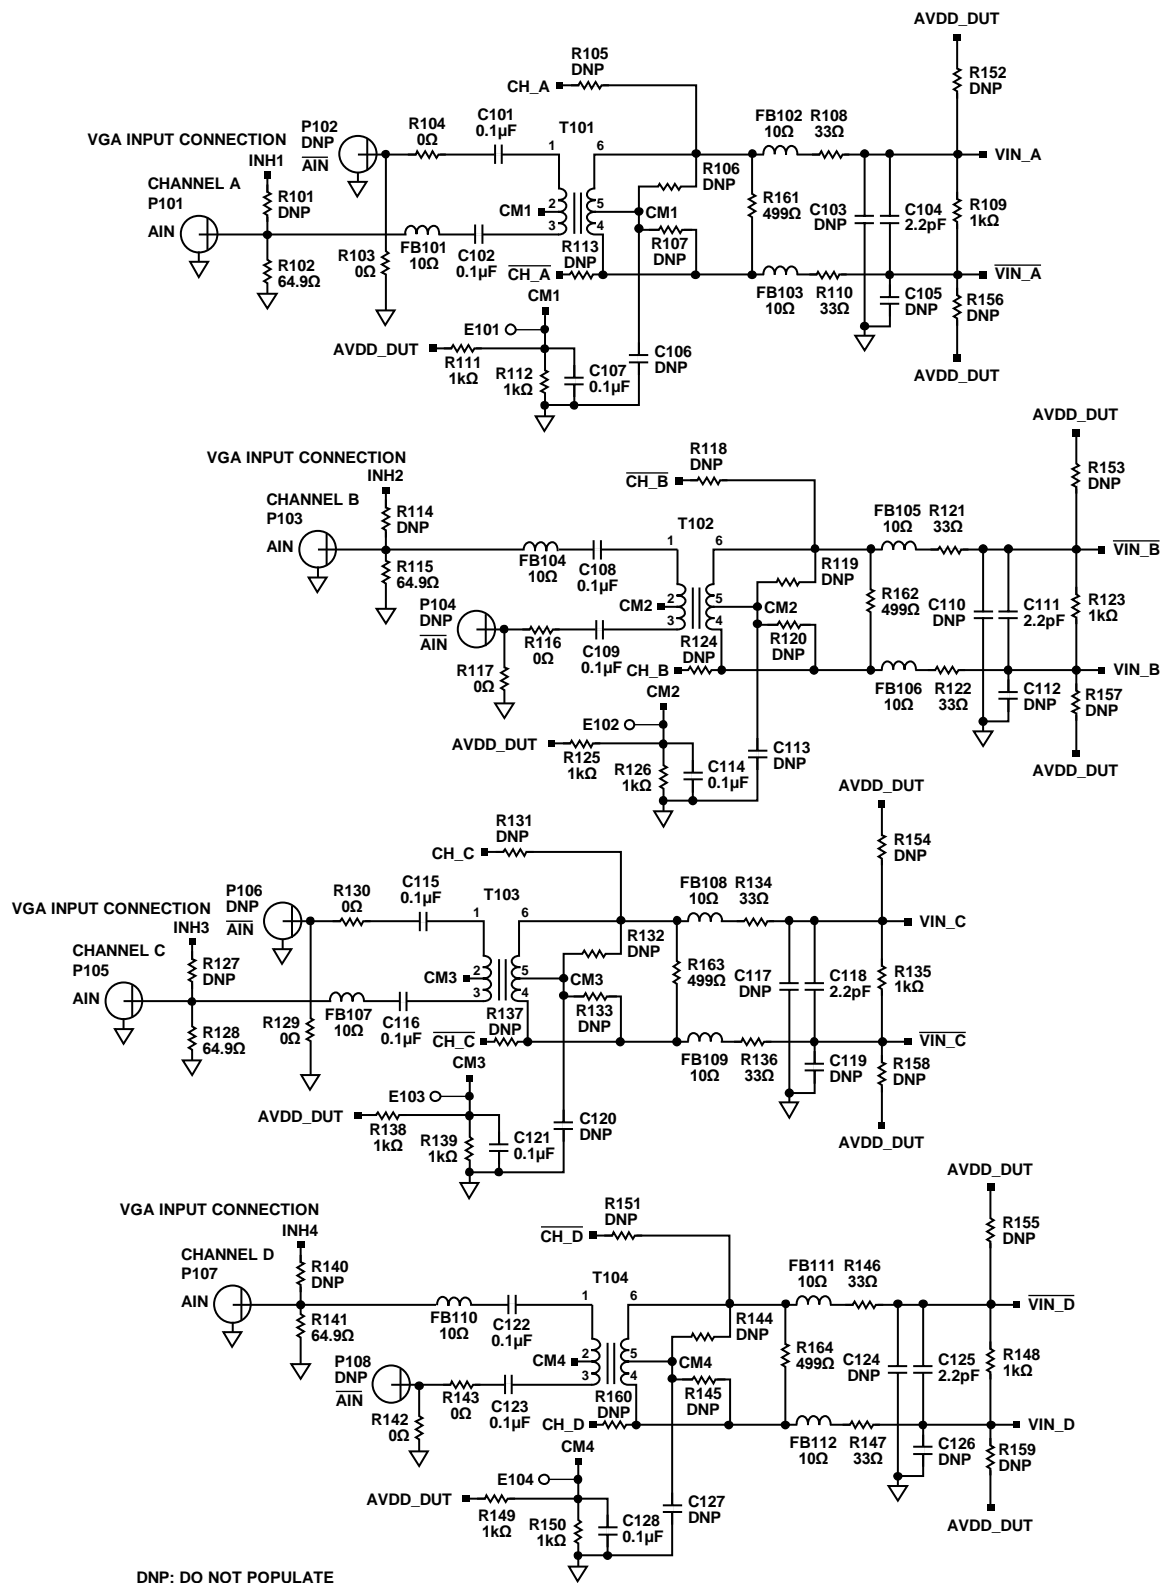 AVDD_DUT
R105
DNP
CH_A
R152
DNP
VGA INPUT CONNECTION
INH1
P102
DNP
AIN
R104
0Ω
C101
0.1µF
T101
1
2
3
6
5
4
FB102
10Ω
R108
33Ω
VIN_A
CHANNEL A
P101
AIN
R101
DNP
R102
64.9Ω
R103
0Ω
FB101
10Ω
C102
0.1µF
CM1
CM1
R106
DNP
R107
DNP
R113
DNP
CH_A
R161
499Ω
C103
DNP
C104
2.2pF
R109
1kΩ
VIN_A
FB103
10Ω
R110
33Ω
C105
DNP
R156
DNP
AVDD_DUT
CM1
E101
AVDD_DUT
R111
1kΩ
R112
1kΩ
C107
0.1µF
C106
DNP
AVDD_DUT
R118
DNP
CH_B
R153
DNP
VGA INPUT CONNECTION
INH2
CHANNEL B
P103
AIN
R114
DNP
R115
64.9Ω
FB104
10Ω
C108
0.1µF
T102
1
2
3
6
5
4
FB105
10Ω
R121
33Ω
VIN_B
P104
DNP
AIN
R116
0Ω
R117
0Ω
C109
0.1µF
CM2
CM2
R119
DNP
R120
DNP
R124
DNP
CH_B
R162
499Ω
C110
DNP
C111
2.2pF
R123
1kΩ
VIN_B
FB106
10Ω
R122
33Ω
C112
DNP
R157
DNP
AVDD_DUT
CM2
E102
AVDD_DUT
R125
1kΩ
R126
1kΩ
C114
0.1µF
C113
DNP
AVDD_DUT
R131
DNP
CH_C
R154
DNP
VGA INPUT CONNECTION
INH3
P106
DNP
AIN
R130
0Ω
C115
0.1µF
T103
1
2
3
6
5
4
FB108
10Ω
R134
33Ω
VIN_C
CHANNEL C
P105
AIN
R127
DNP
R128
64.9Ω
R129
0Ω
FB107
10Ω
C116
0.1µF
CM3
CM3
R132
DNP
R133
DNP
R137
DNP
CH_C
R163
499Ω
C117
DNP
C118
2.2pF
R135
1kΩ
VIN_C
FB109
10Ω
R136
33Ω
C119
DNP
R158
DNP
AVDD_DUT
CM3
E103
AVDD_DUT
R138
1kΩ
R139
1kΩ
C121
0.1µF
C120
DNP
AVDD_DUT
R151
DNP
CH_D
R155
DNP
VGA INPUT CONNECTION
INH4
CHANNEL D
P107
AIN
R140
DNP
R141
64.9Ω
FB110
10Ω
C122
0.1µF
T104
1
2
3
6
5
4
FB111
10Ω
R146
33Ω
VIN_D
P108
DNP
AIN
R143
0Ω
R142
0Ω
C123
0.1µF
CM4
CM4
R144
DNP
R145
DNP
R160
DNP
CH_D
R164
499Ω
C124
DNP
C125
2.2pF
R148
1kΩ
VIN_D
FB112
10Ω
R147
33Ω
C126
DNP
R159
DNP
AVDD_DUT
CM4
E104
AVDD_DUT
R149
1kΩ
R150
1kΩ
C128
0.1µF
C127
DNP
DNP: DO NOT POPULATE